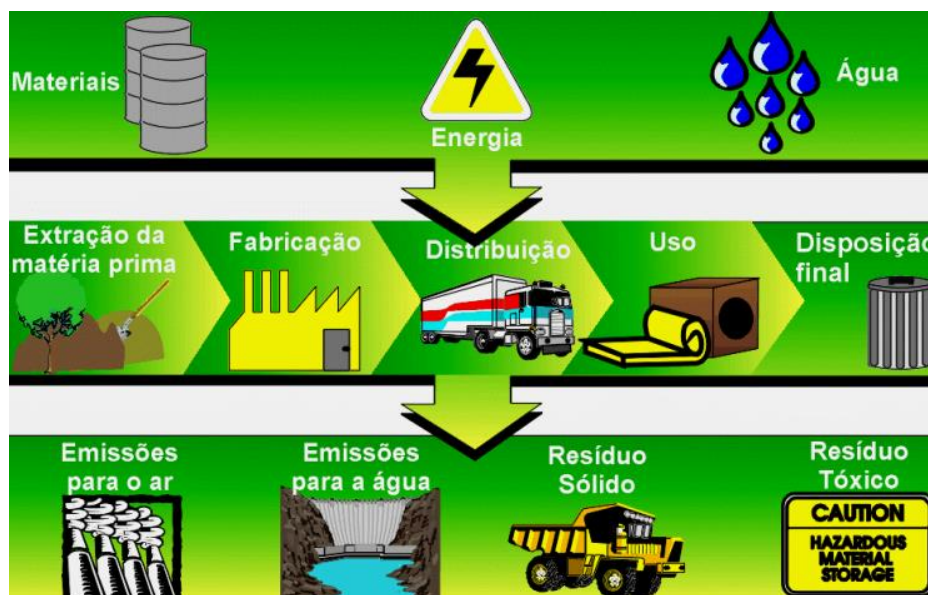 Materiais
Energia
Água
Extração da
matéria prima
Fabricação
Distribuição
Uso
Disposição
final
Emissões
para o ar
Emissões
para a água
Resíduo
Sólido
Resíduo
Tóxico
CAUTION
HAZARDOUS
MATERIAL
STORAGE